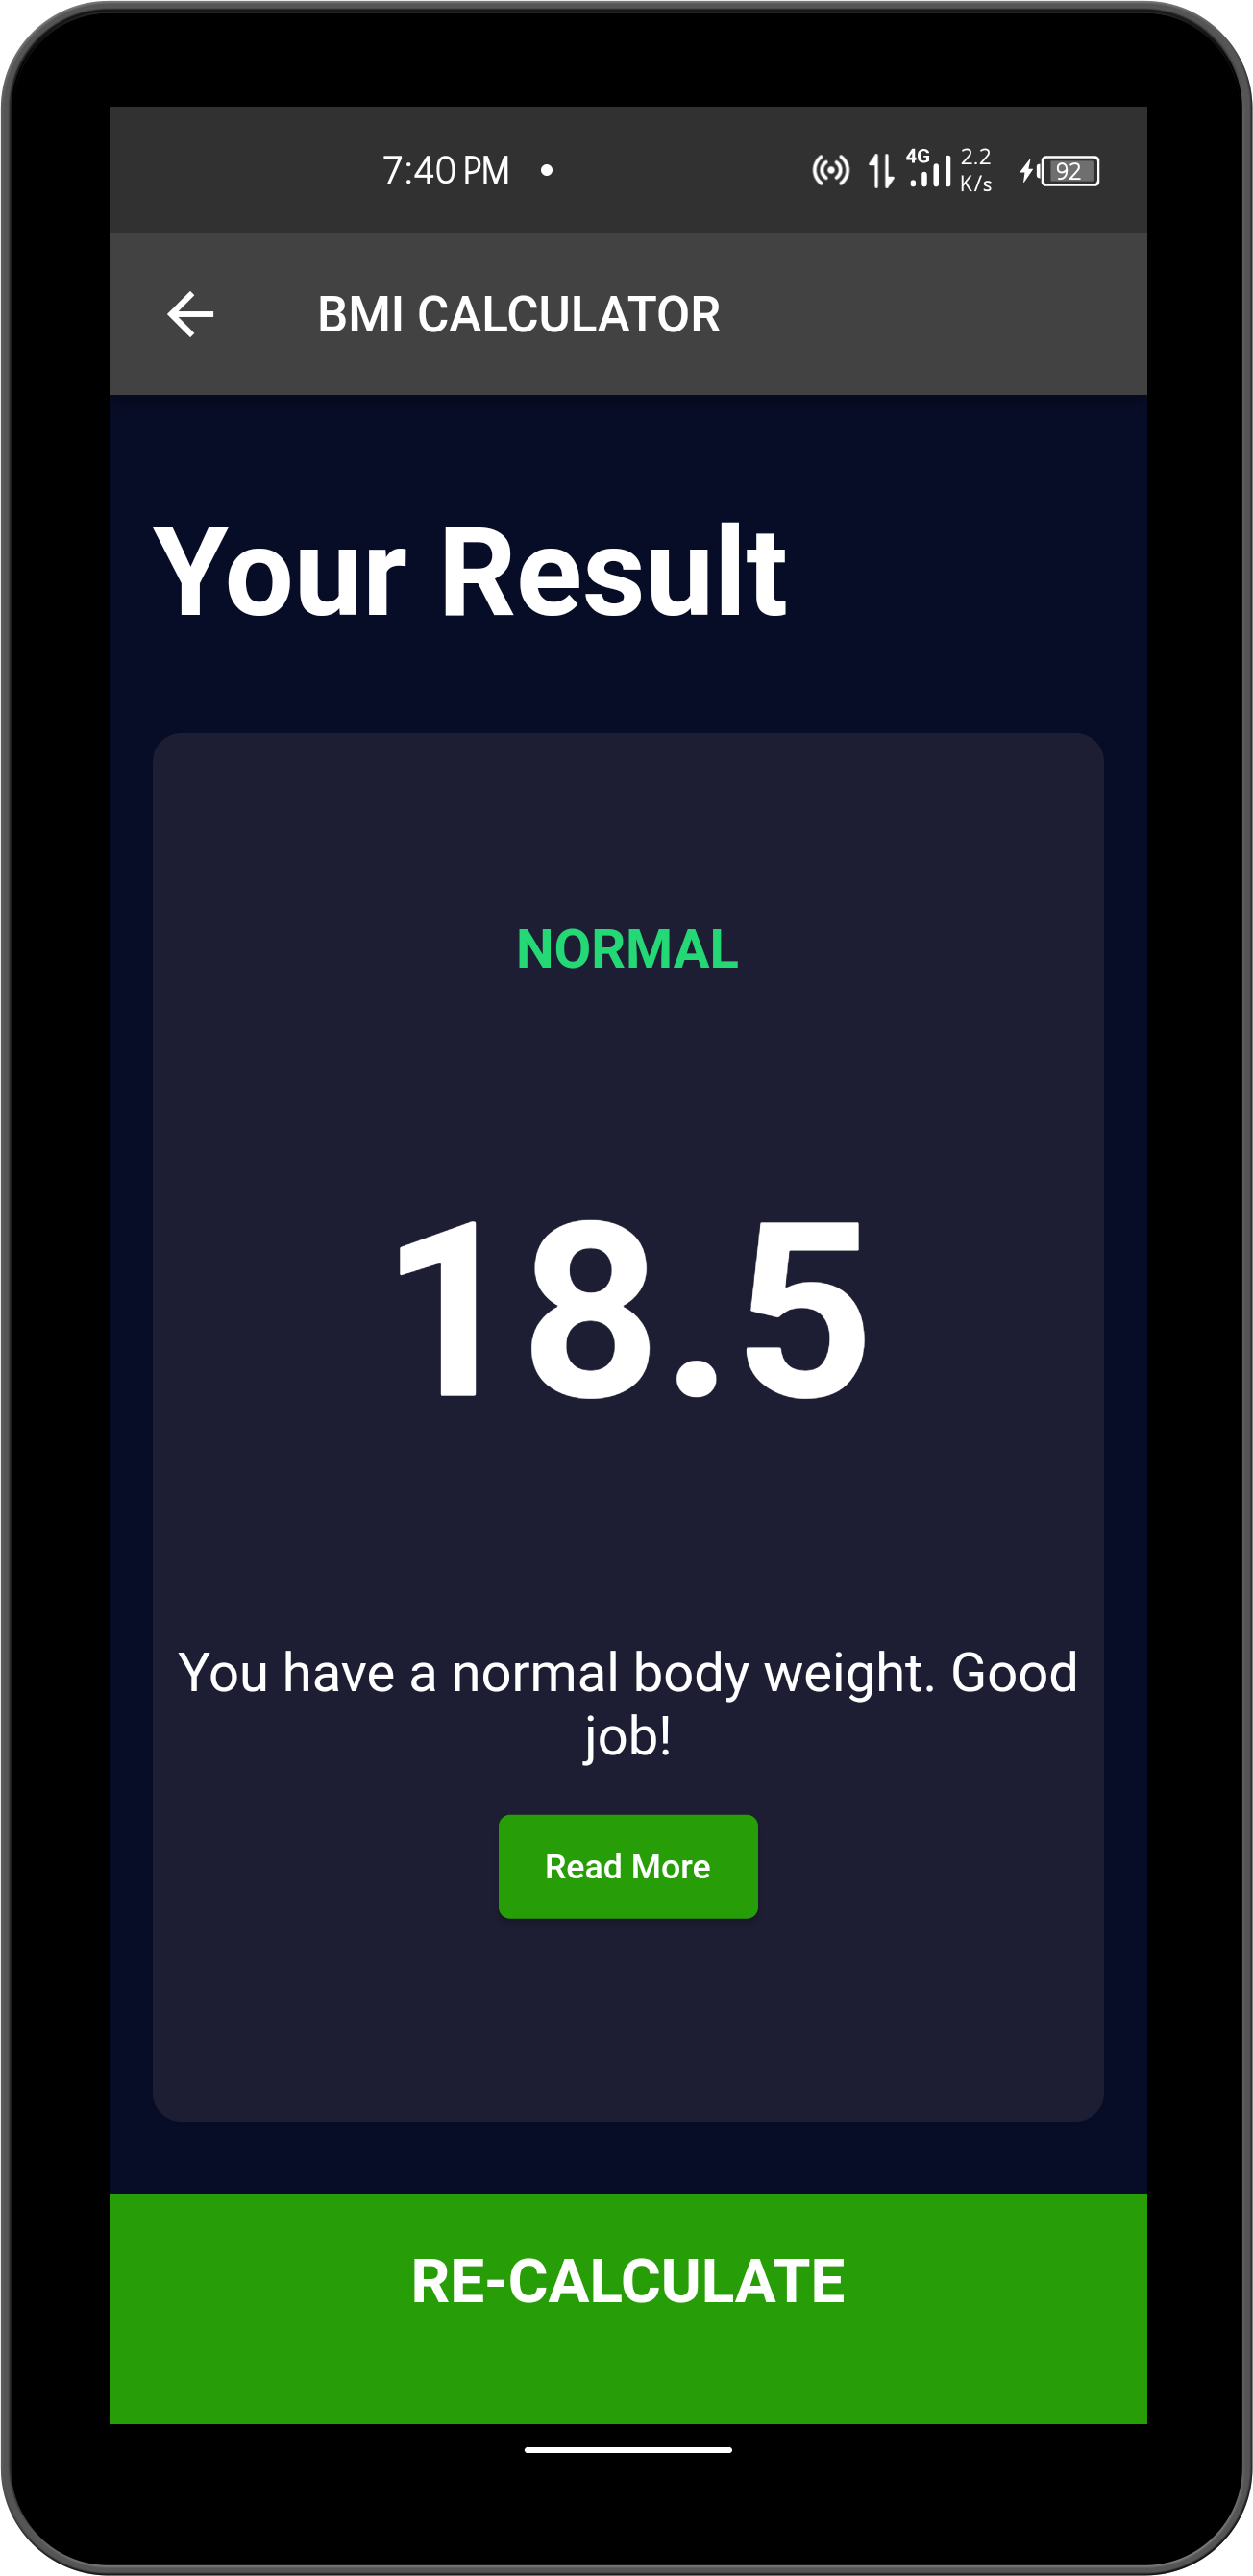 7:40 PM
4G 2.2 K/s 92
BMI CALCULATOR
Your Result
NORMAL
18.5
You have a normal body weight. Good
job!
Read More
RE-CALCULATE